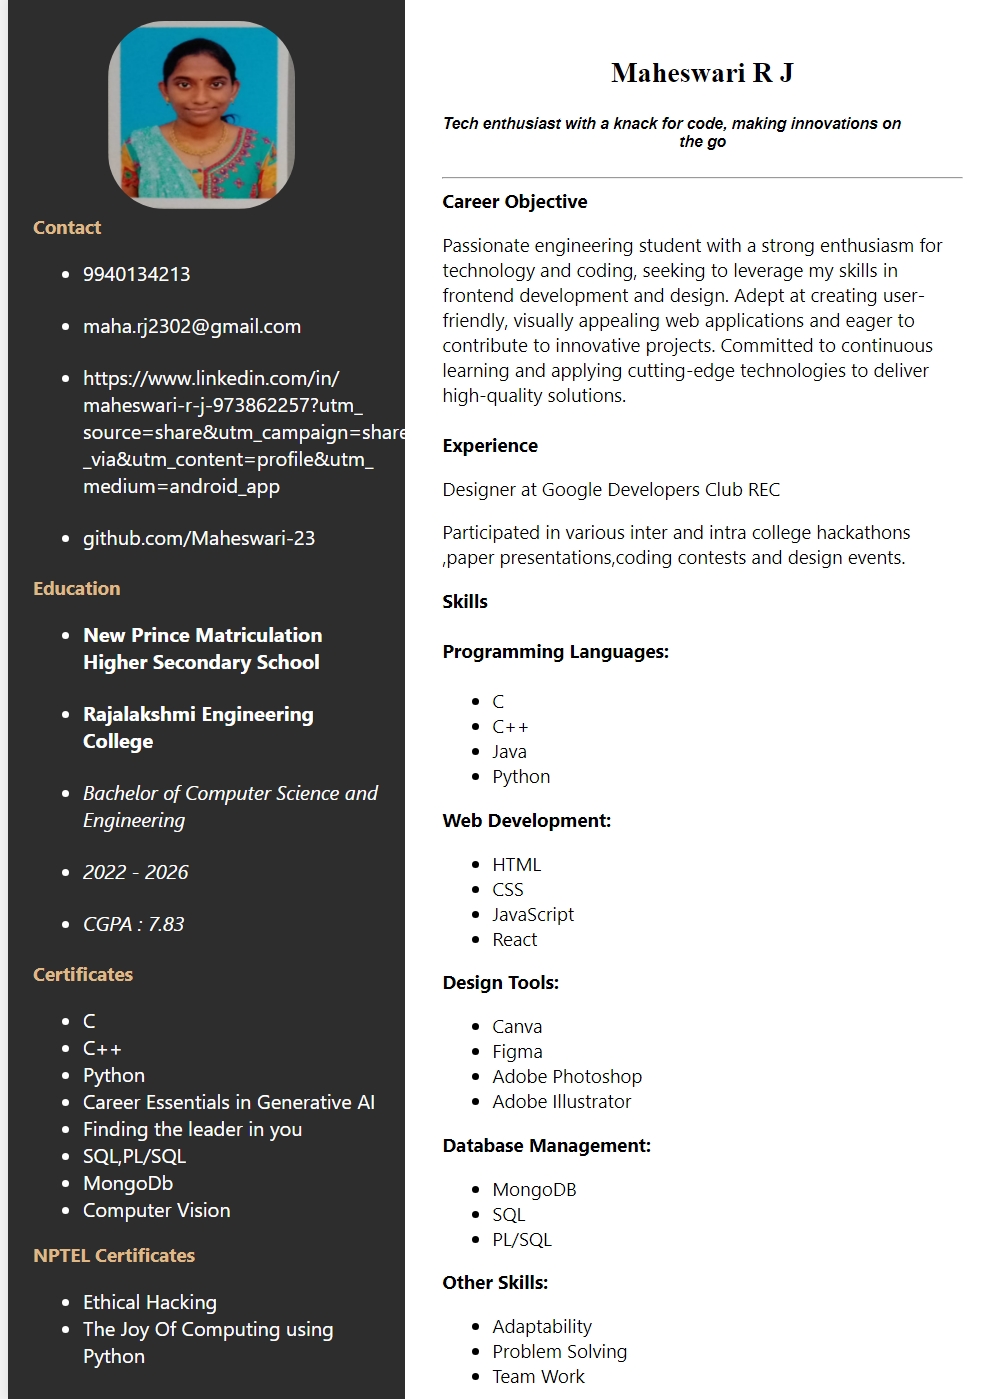 Contact
9940134213
maha.rj2302@gmail.com
https://www.linkedin.com/in/
maheswari-r-j-973862257?utm_
source=share&utm_campaign=share
_via&utm_content=profile&utm_
medium=android_app
github.com/Maheswari-23
Education
New Prince Matriculation
Higher Secondary School
Rajalakshmi Engineering
College
Bachelor of Computer Science and
Engineering
2022 - 2026
CGPA : 7.83
Certificates
C
C++
Python
Career Essentials in Generative AI
Finding the leader in you
SQL,PL/SQL
MongoDb
Computer Vision
NPTEL Certificates
Ethical Hacking
The Joy Of Computing using
Python
Maheswari R J
Tech enthusiast with a knack for code, making innovations on
the go
Career Objective
Passionate engineering student with a strong enthusiasm for
technology and coding, seeking to leverage my skills in
frontend development and design. Adept at creating user-
friendly, visually appealing web applications and eager to
contribute to innovative projects. Committed to continuous
learning and applying cutting-edge technologies to deliver
high-quality solutions.
Experience
Designer at Google Developers Club REC
Participated in various inter and intra college hackathons
,paper presentations,coding contests and design events.
Skills
Programming Languages:
C
C++
Java
Python
Web Development:
HTML
CSS
JavaScript
React
Design Tools:
Canva
Figma
Adobe Photoshop
Adobe Illustrator
Database Management:
MongoDB
SQL
PL/SQL
Other Skills:
Adaptability
Problem Solving
Team Work